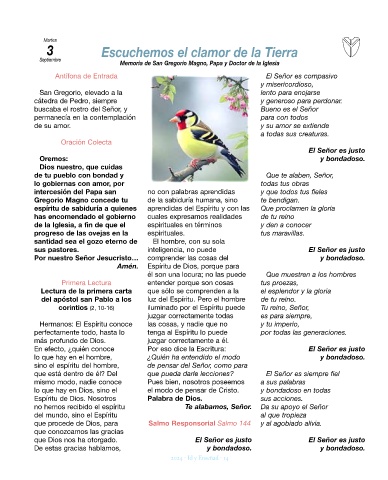 Martes
3
Septiembre
Escuchemos el clamor de la Tierra
Memoria de San Gregorio Magno, Papa y Doctor de la Iglesia
Antífona de Entrada
San Gregorio, elevado a la
cátedra de Pedro, siempre
buscaba el rostro del Señor, y
permanecía en la contemplación
de su amor.
Oración Colecta
Oremos:
Dios nuestro, que cuidas
de tu pueblo con bondad y
lo gobiernas con amor, por
intercesión del Papa san
Gregorio Magno concede tu
espíritu de sabiduría a quienes
has encomendado el gobierno
de la Iglesia, a fin de que el
progreso de las ovejas en la
santidad sea el gozo eterno de
sus pastores.
Por nuestro Señor Jesucristo…
Amén.
Primera Lectura
Lectura de la primera carta
del apóstol san Pablo a los
corintios (2, 10-16)
Hermanos: El Espíritu conoce
perfectamente todo, hasta lo
más profundo de Dios.
En efecto, ¿quién conoce
lo que hay en el hombre,
sino el espíritu del hombre,
que está dentro de él? Del
mismo modo, nadie conoce
lo que hay en Dios, sino el
Espíritu de Dios. Nosotros
no hemos recibido el espíritu
del mundo, sino el Espíritu
que procede de Dios, para
que conozcamos las gracias
que Dios nos ha otorgado.
De estas gracias hablamos,
no con palabras aprendidas
de la sabiduría humana, sino
aprendidas del Espíritu y con las
cuales expresamos realidades
espirituales en términos
espirituales.
El hombre, con su sola
inteligencia, no puede
comprender las cosas del
Espíritu de Dios, porque para
él son una locura; no las puede
entender porque son cosas
que sólo se comprenden a la
luz del Espíritu. Pero el hombre
iluminado por el Espíritu puede
juzgar correctamente todas
las cosas, y nadie que no
tenga al Espíritu lo puede
juzgar correctamente a él.
Por eso dice la Escritura:
¿Quién ha entendido el modo
de pensar del Señor, como para
que pueda darle lecciones?
Pues bien, nosotros poseemos
el modo de pensar de Cristo.
Palabra de Dios.
Te alabamos, Señor.
Salmo Responsorial Salmo 144
El Señor es justo
y bondadoso.
El Señor es compasivo
y misericordioso,
lento para enojarse
y generoso para perdonar.
Bueno es el Señor
para con todos
y su amor se extiende
a todas sus creaturas.
El Señor es justo
y bondadoso.
Que te alaben, Señor,
todas tus obras
y que todos tus fieles
te bendigan.
Que proclamen la gloria
de tu reino
y den a conocer
tus maravillas.
El Señor es justo
y bondadoso.
Que muestren a los hombres
tus proezas,
el esplendor y la gloria
de tu reino.
Tu reino, Señor,
es para siempre,
y tu imperio,
por todas las generaciones.
El Señor es justo
y bondadoso.
El Señor es siempre fiel
a sus palabras
y bondadoso en todas
sus acciones.
Da su apoyo el Señor
al que tropieza
y al agobiado alivia.
El Señor es justo
y bondadoso.